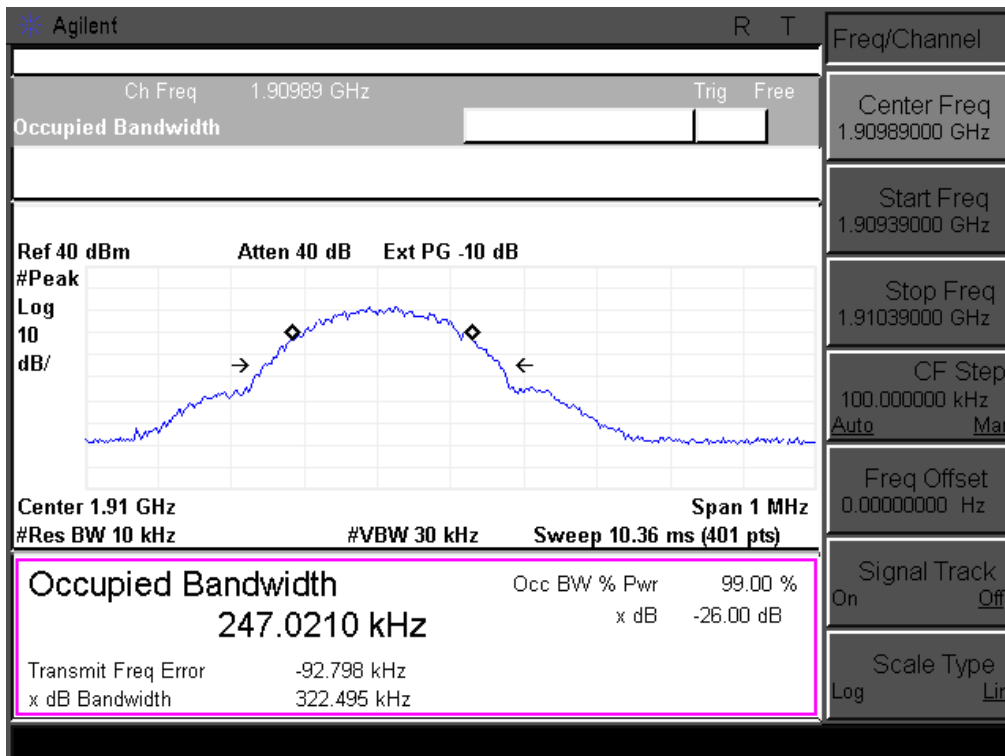 Agilent R T
Freq/Channel
Ch Freq 1.90989 GHz Trig Free
Occupied Bandwidth
Center Freq
1.90989000 GHz
Start Freq
1.90939000 GHz
Stop Freq
1.91039000 GHz
CF Step
100.000000 kHz
Auto Man
Freq Offset
0.00000000 Hz
Signal Track
On Off
Scale Type
Log Lin
Ref 40 dBm Atten 40 dB Ext PG -10 dB
#Peak
Log
10
dB/
Center 1.91 GHz Span 1 MHz
#Res BW 10 kHz #VBW 30 kHz Sweep 10.36 ms (401 pts)
Occupied Bandwidth
247.0210 kHz
Occ BW % Pwr 99.00 %
x dB -26.00 dB
Transmit Freq Error -92.798 kHz
x dB Bandwidth 322.495 kHz